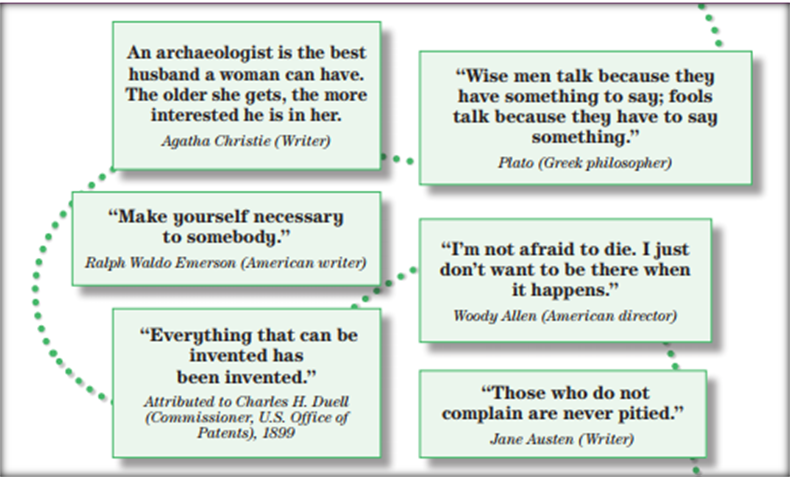 An archaeologist is the best
husband a woman can have.
The older she gets, the more
interested he is in her.
Agatha Christie (Writer)
“Wise men talk because they
have something to say; fools
talk because they have to say
something.”
Plato (Greek philosopher)
“Make yourself necessary
to somebody.”
Ralph Waldo Emerson (American writer)
“I’m not afraid to die. I just
don’t want to be there when
it happens.”
Woody Allen (American director)
“Everything that can be
invented has
been invented.”
Attributed to Charles H. Duell
(Commissioner, U.S. Office of
Patents), 1899
“Those who do not
complain are never pitied.”
Jane Austen (Writer)